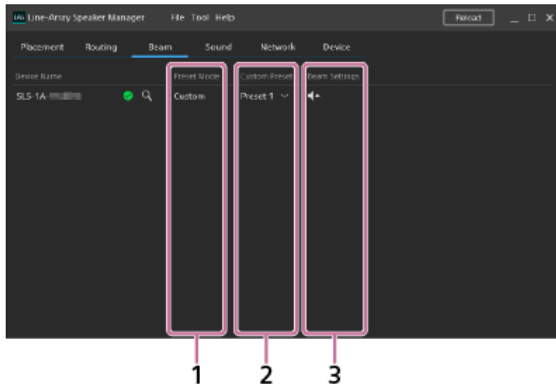 LAS Line-Array Speaker Manager File Tool Help Reload
Placement Routing Beam Sound Network Device
Device Name Preset Mode Custom Preset Beam Settings
SLS-1A- Custom Preset 1
1 2 3